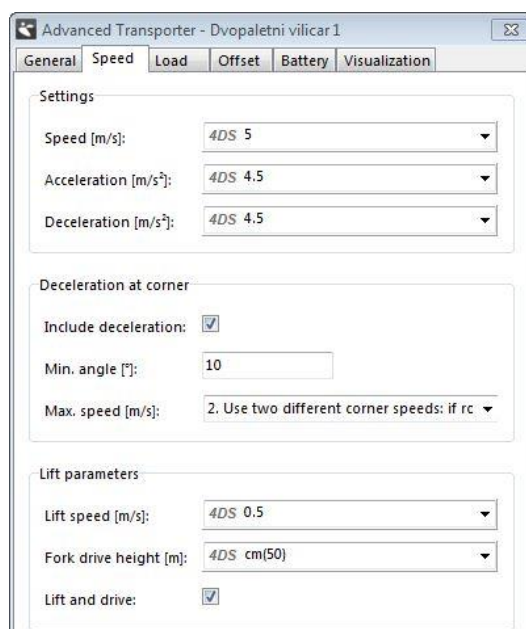 Advanced Transporter - Dvopaletni vilicar 1
General Speed Load Offset Battery Visualization
Settings
Speed [m/s]: 4DS 5
Acceleration [m/s²]: 4DS 4.5
Deceleration [m/s²]: 4DS 4.5
Deceleration at corner
Include deceleration:
Min. angle [°]: 10
Max. speed [m/s]: 2. Use two different corner speeds: if rc
Lift parameters
Lift speed [m/s]: 4DS 0.5
Fork drive height [m]: 4DS cm(50)
Lift and drive: